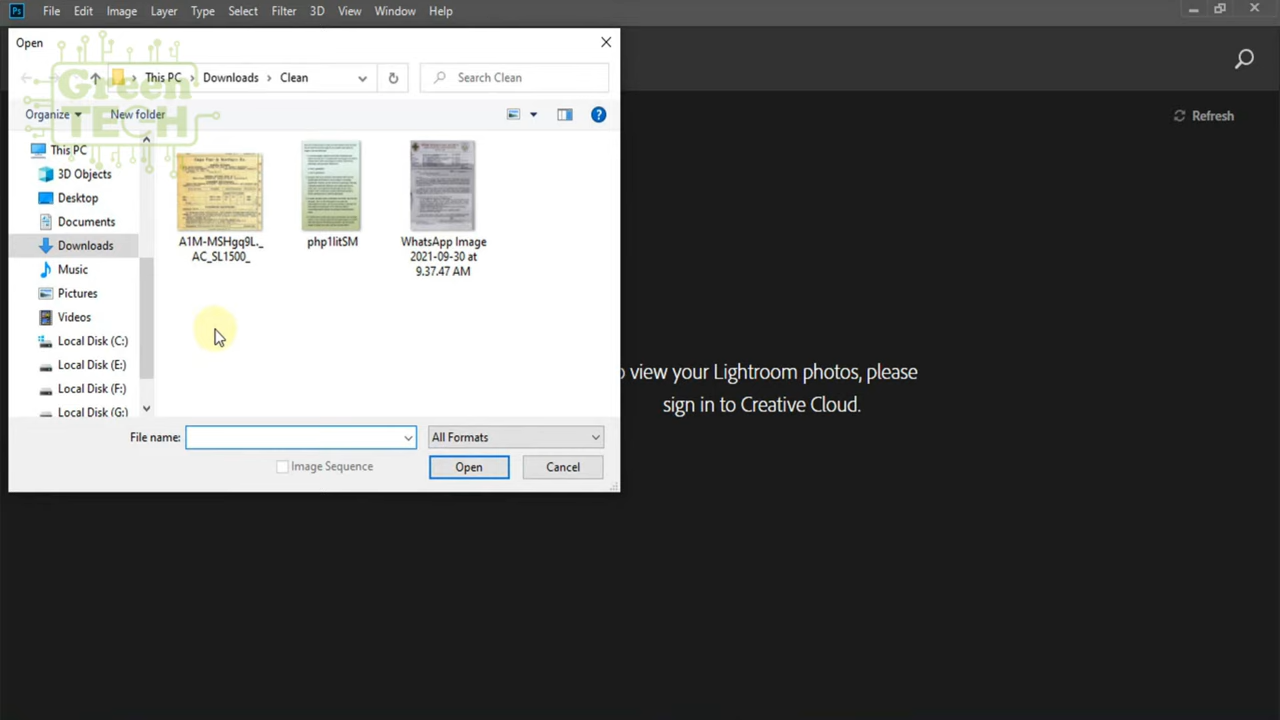 Ps File Edit Image Layer Type Select Filter 3D View Window Help
Open
Green
TECH
This PC Downloads Clean
Search Clean
Organize New folder
Refresh
This PC
3D Objects
Desktop
Documents
Downloads
Music
Pictures
Videos
Local Disk (C:)
Local Disk (E:)
Local Disk (F:)
Local Disk (G:)
A1M-MSHgq9L._
AC_SL1500_
php1litSM
WhatsApp Image
2021-09-30 at
9.37.47 AM
view your Lightroom photos, please
sign in to Creative Cloud.
File name: All Formats
Image Sequence Open Cancel